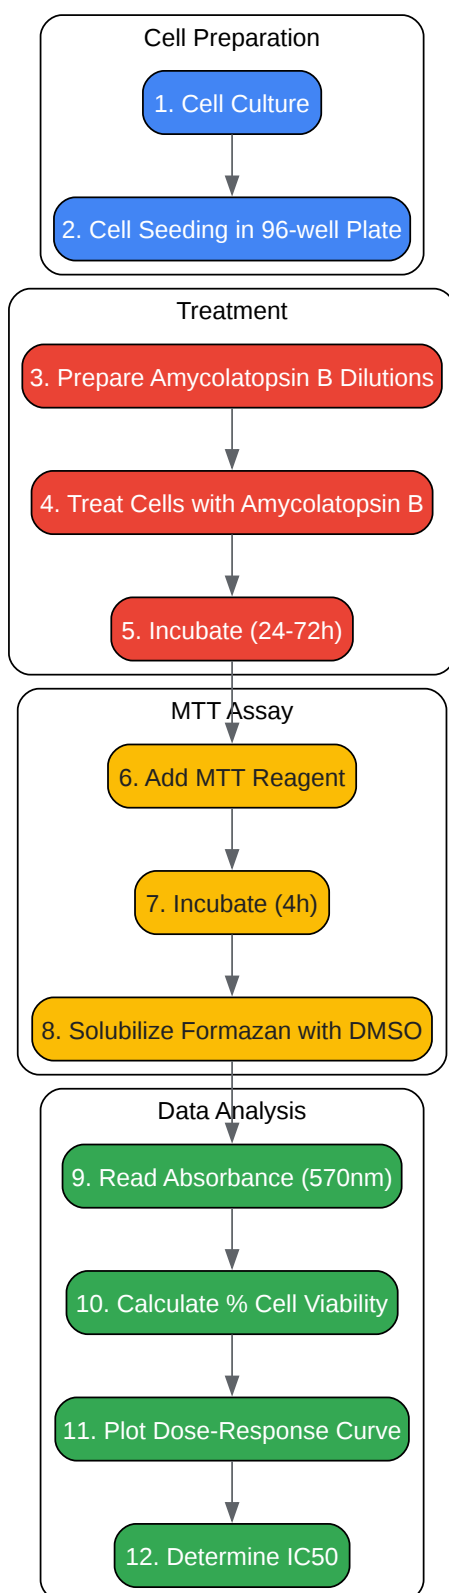 Cell Preparation
1. Cell Culture
2. Cell Seeding in 96-well Plate
Treatment
3. Prepare Amycolatopsin B Dilutions
4. Treat Cells with Amycolatopsin B
5. Incubate (24-72h)
MTT Assay
6. Add MTT Reagent
7. Incubate (4h)
8. Solubilize Formazan with DMSO
Data Analysis
9. Read Absorbance (570nm)
10. Calculate % Cell Viability
11. Plot Dose-Response Curve
12. Determine IC50